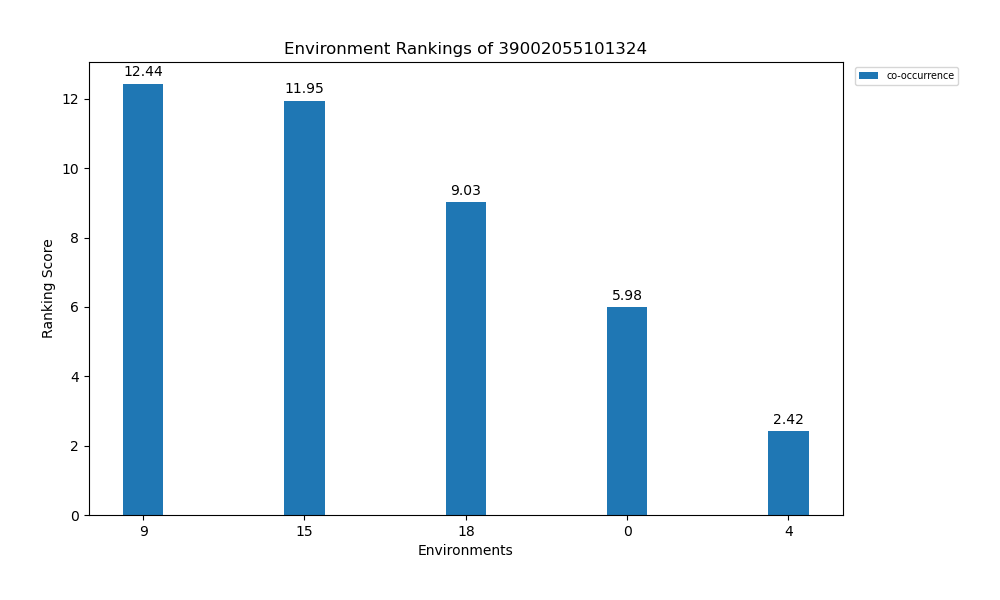 Environment Rankings of 39002055101324
co-occurrence
12.44
11.95
9.03
5.98
2.42
12
10
8
6
4
2
0
Ranking Score
9 15 18 0 4
Environments